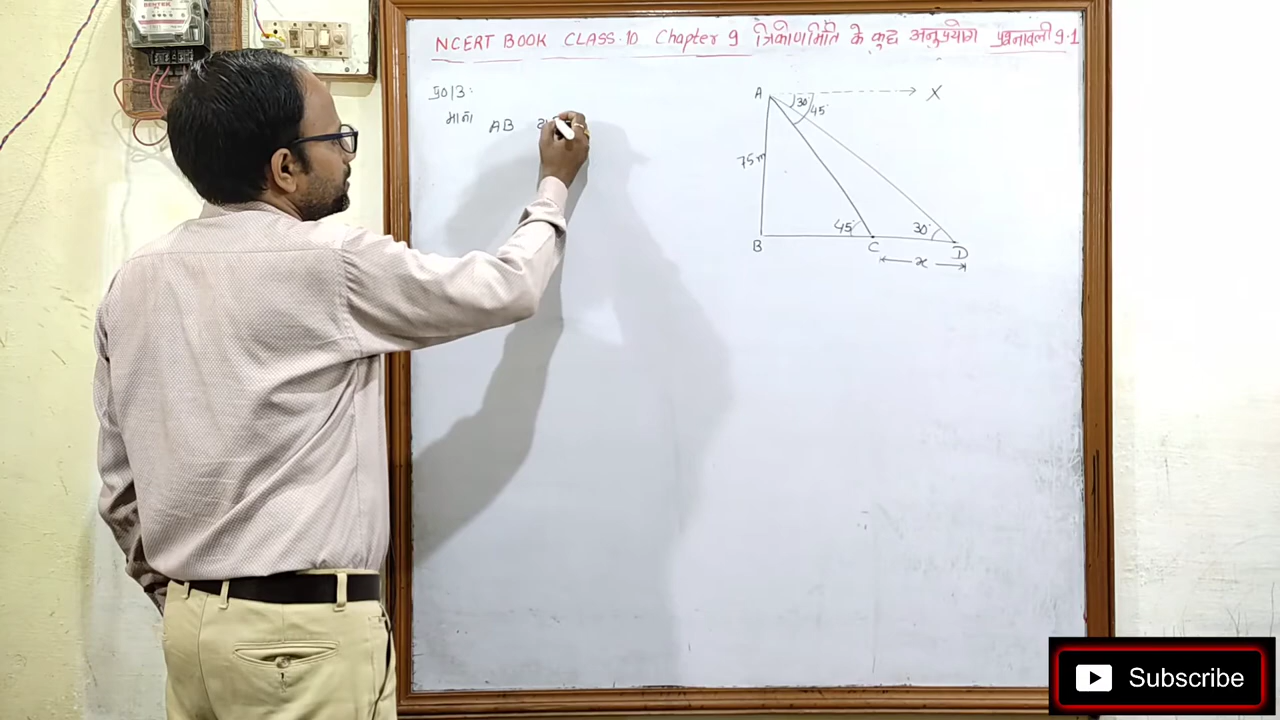 NCERT BOOK CLASS-10 Chapter 9 त्रिकोणमिति के कुछ अनुप्रयोग प्रश्नावली 9.1
प्र013:
माना AB
A 30° 45° X
75m
45° 30°
B C D
x
Subscribe